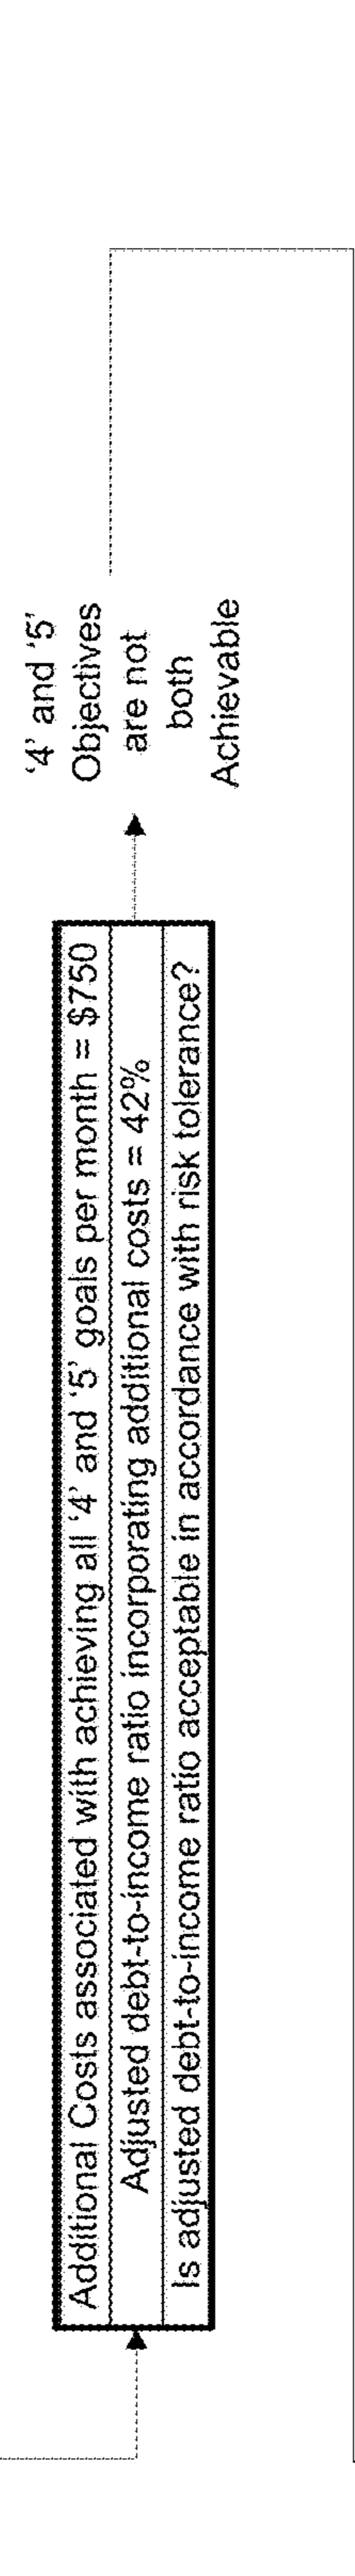 Additional Costs associated with achieving all ‘4’ and ‘5’ goals per month = $750
Adjusted debt-to-income ratio incorporating additional costs = 42%
Is adjusted debt-to-income ratio acceptable in accordance with risk tolerance?
‘4’ and ‘5’
Objectives
are not
both
Achievable